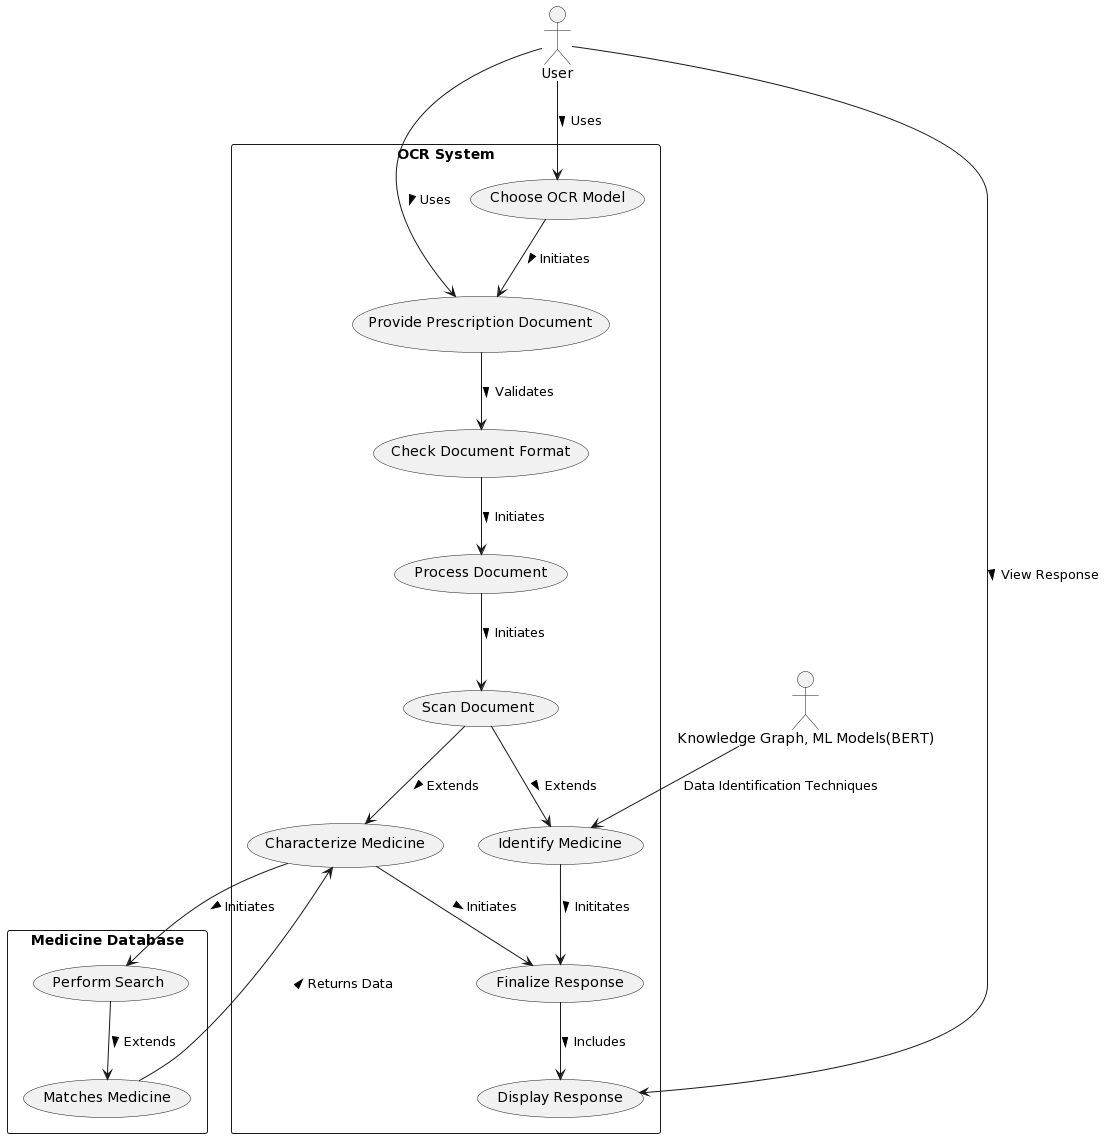 User
Uses
OCR System
Choose OCR Model
Uses
Initiates
Provide Prescription Document
Validates
Check Document Format
Initiates
Process Document
View Response
Initiates
Scan Document
Knowledge Graph, ML Models(BERT)
Extends
Extends
Data Identification Techniques
Characterize Medicine
Identify Medicine
Initiates
Initiates
Inititates
Medicine Database
Perform Search
Finalize Response
Returns Data
Extends
Includes
Matches Medicine
Display Response